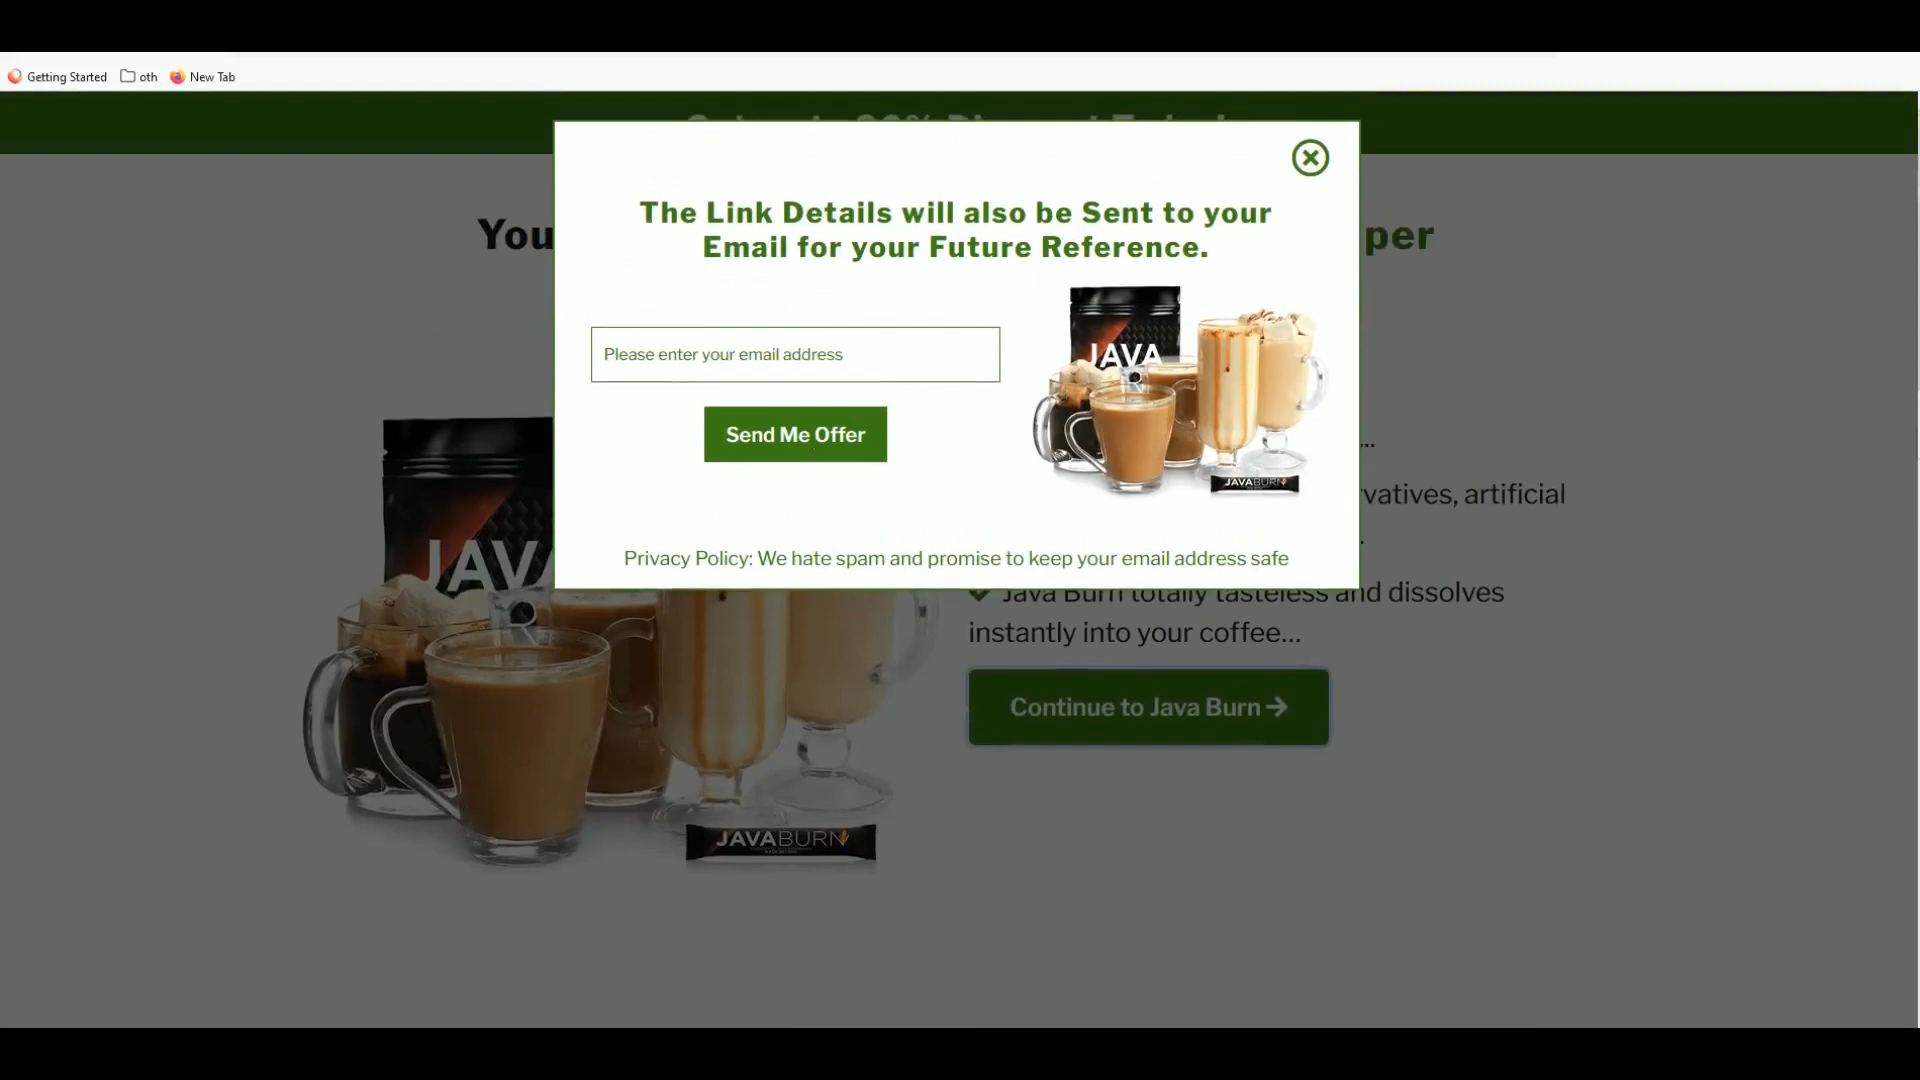 Getting Started
oth
New Tab
The Link Details will also be Sent to your
Email for your Future Reference.
You
per
JAVA
Please enter your email address
Send Me Offer
JAVABURN
...
vatives, artificial
JAVA
.
Privacy Policy: We hate spam and promise to keep your email address safe
Java Burn totally tasteless and dissolves
instantly into your coffee...
Continue to Java Burn
JAVABURN